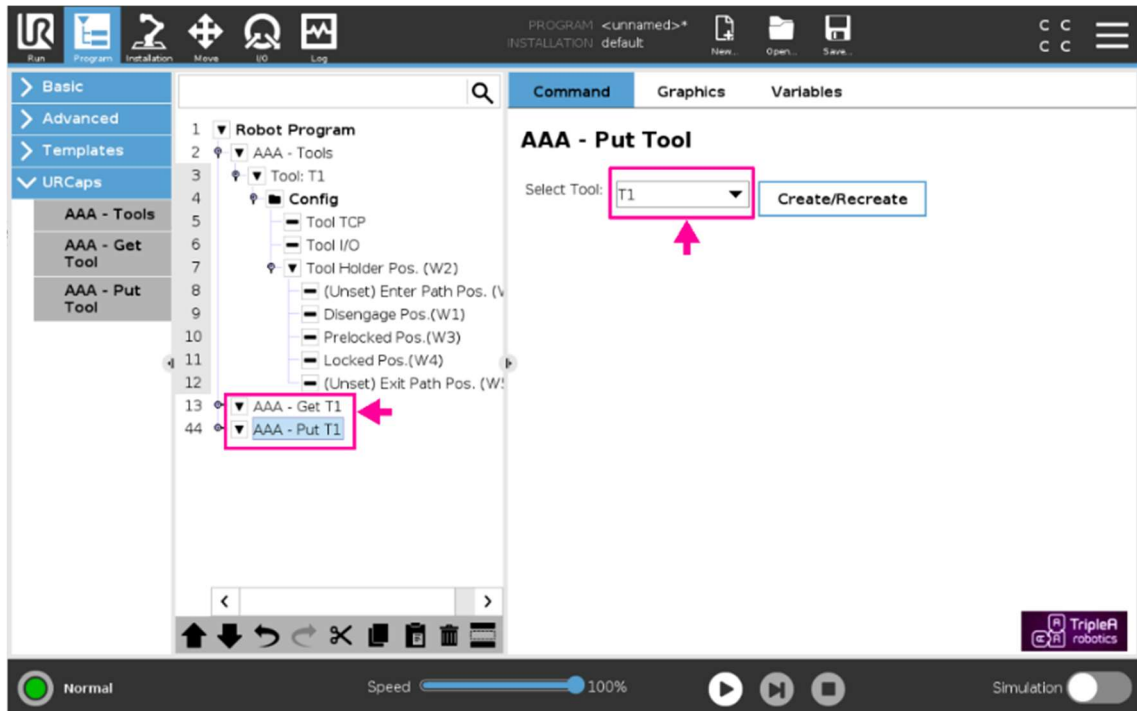 PROGRAM <unnamed>*
INSTALLATION default
Run Program Installation Move I/O Log New... Open... Save...
C C
C C
Basic
Advanced
Templates
URCaps
AAA - Tools
AAA - Get
Tool
AAA - Put
Tool
1 Robot Program
2 AAA - Tools
3 Tool: T1
4 Config
5 Tool TCP
6 Tool I/O
7 Tool Holder Pos. (W2)
8 (Unset) Enter Path Pos. (
9 Disengage Pos.(W1)
10 Prelocked Pos.(W3)
11 Locked Pos.(W4)
12 (Unset) Exit Path Pos. (W
13 AAA - Get T1
44 AAA - Put T1
Command Graphics Variables
AAA - Put Tool
Select Tool: T1 Create/Recreate
TripleA
robotics
Normal Speed 100% Simulation